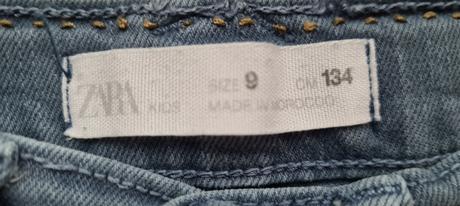 ZARA KIDS SIZE 9 CM 134
MADE IN MOROCCO